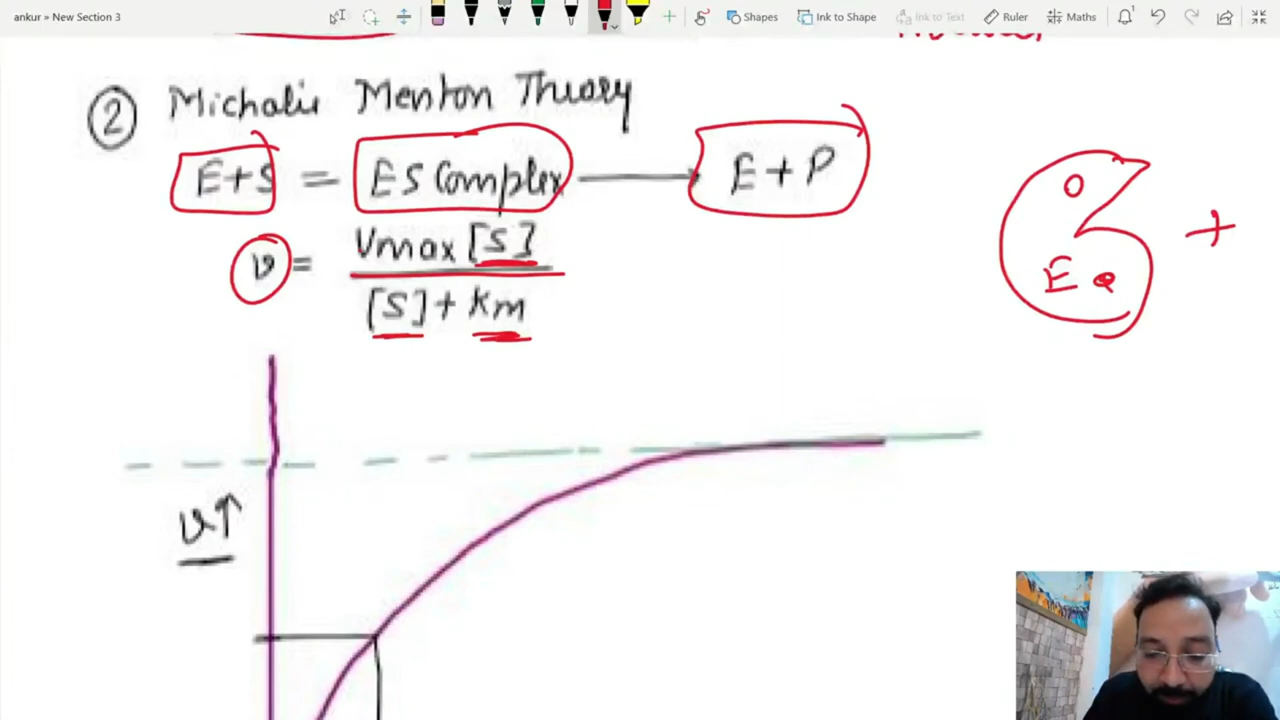 ankur » New Section 3
Shapes
Ink to Shape
Ink to Text
Ruler
Maths
② Michalis Menton Theory
E+S = ES Complex → E + P
v = Vmax [S]
[S] + Km
E
+
v↑